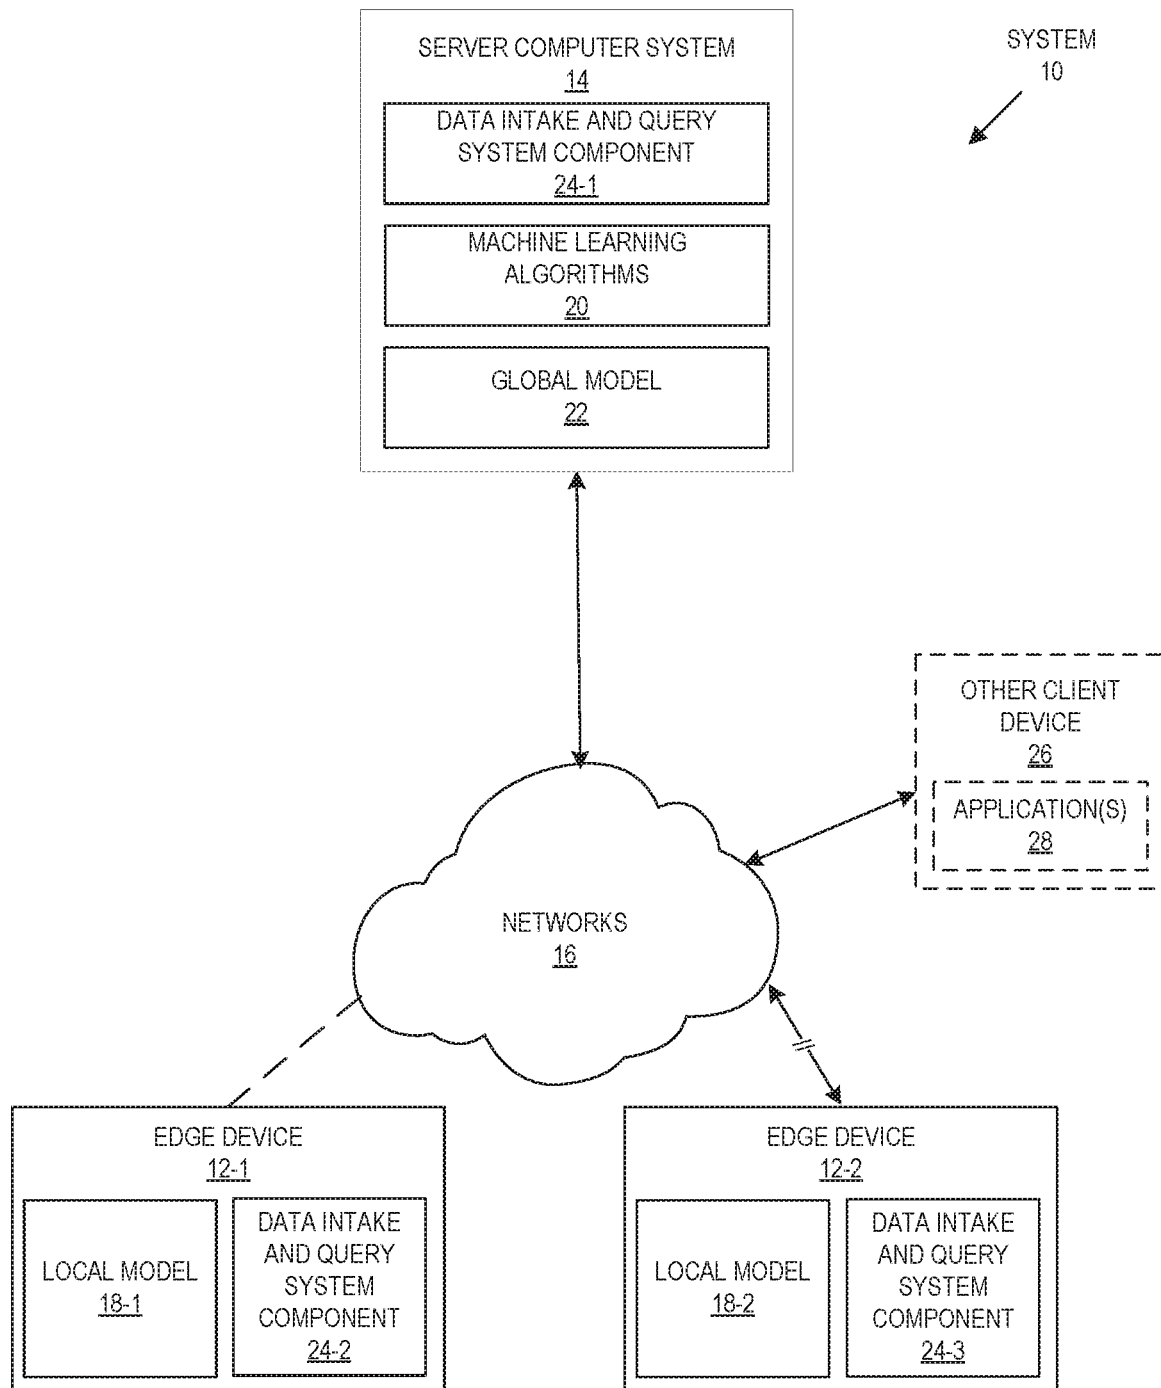 SERVER COMPUTER SYSTEM
14
DATA INTAKE AND QUERY
SYSTEM COMPONENT
24-1
MACHINE LEARNING
ALGORITHMS
20
GLOBAL MODEL
22
SYSTEM
10
OTHER CLIENT
DEVICE
26
APPLICATION(S)
28
NETWORKS
16
EDGE DEVICE
12-1
LOCAL MODEL
18-1
DATA INTAKE
AND QUERY
SYSTEM
COMPONENT
24-2
EDGE DEVICE
12-2
LOCAL MODEL
18-2
DATA INTAKE
AND QUERY
SYSTEM
COMPONENT
24-3